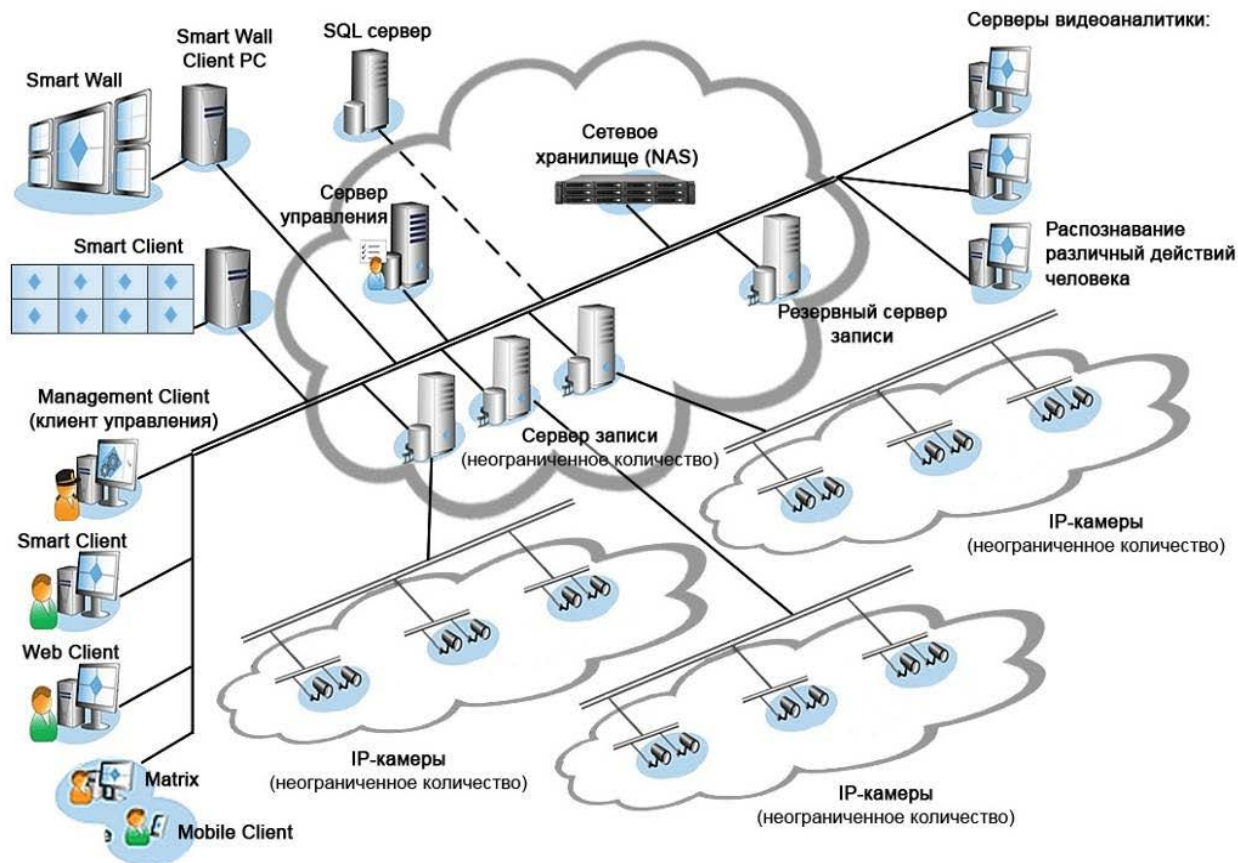 Серверы видеоаналитики:
SQL сервер
Smart Wall
Client PC
Smart Wall
Сетевое
хранилище (NAS)
Сервер
управления
Smart Client
Распознавание
различный действий
человека
Резервный сервер
записи
Management Client
(клиент управления)
Сервер записи
(неограниченное количество)
IP-камеры
(неограниченное количество)
Smart Client
Web Client
IP-камеры
(неограниченное количество)
Matrix
IP-камеры
(неограниченное количество)
e
Mobile Client